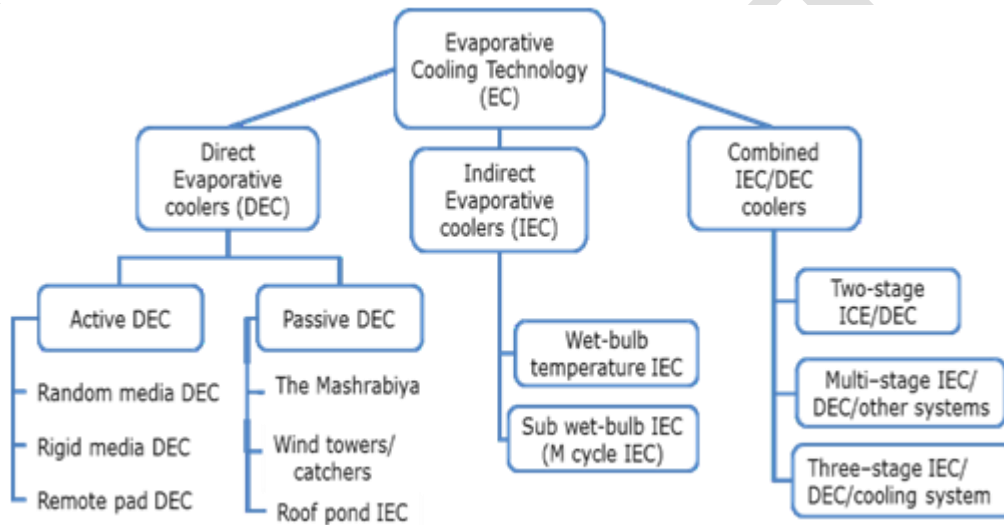 Evaporative
Cooling Technology
(EC)
Direct
Evaporative
coolers (DEC)
Indirect
Evaporative
coolers (IEC)
Combined
IEC/DEC
coolers
Active DEC
Passive DEC
Random media DEC
Rigid media DEC
Remote pad DEC
The Mashrabiya
Wind towers/
catchers
Roof pond IEC
Wet-bulb
temperature IEC
Sub wet-bulb IEC
(M cycle IEC)
Two-stage
ICE/DEC
Multi–stage IEC/
DEC/other systems
Three–stage IEC/
DEC/cooling system